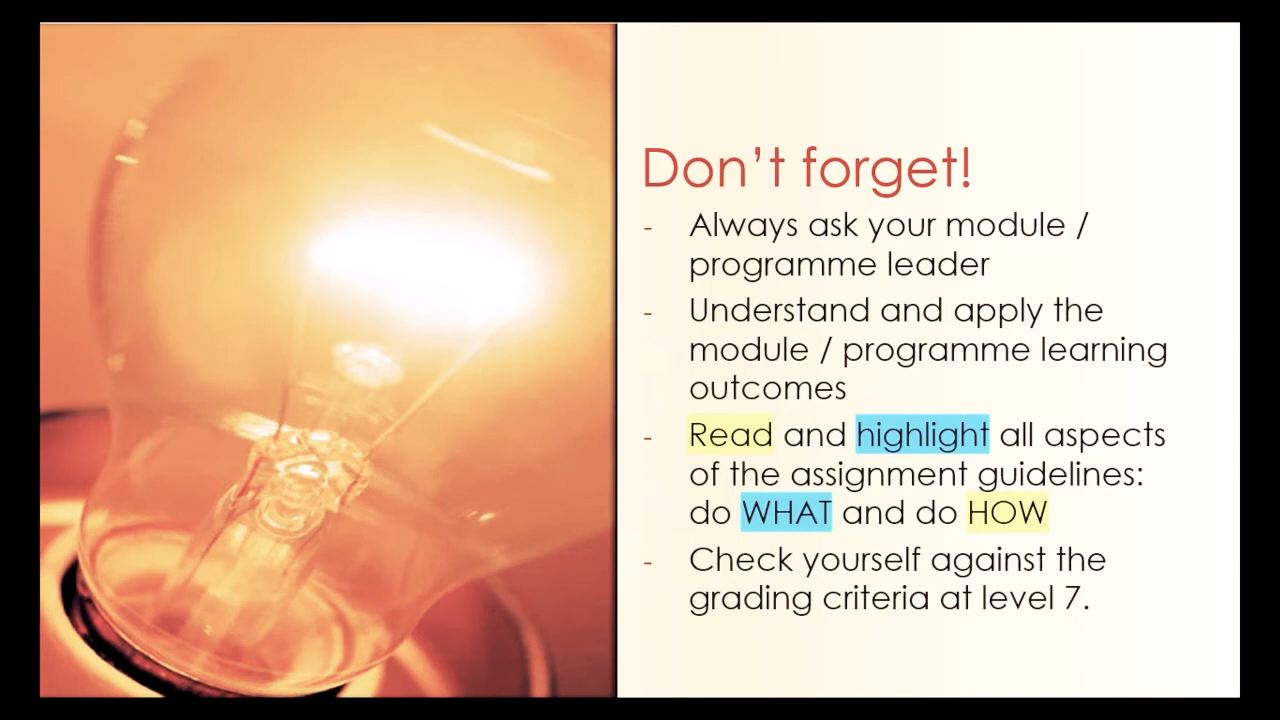 Don't forget!
- Always ask your module /
programme leader
- Understand and apply the
module / programme learning
outcomes
- Read and highlight all aspects
of the assignment guidelines:
do WHAT and do HOW
- Check yourself against the
grading criteria at level 7.